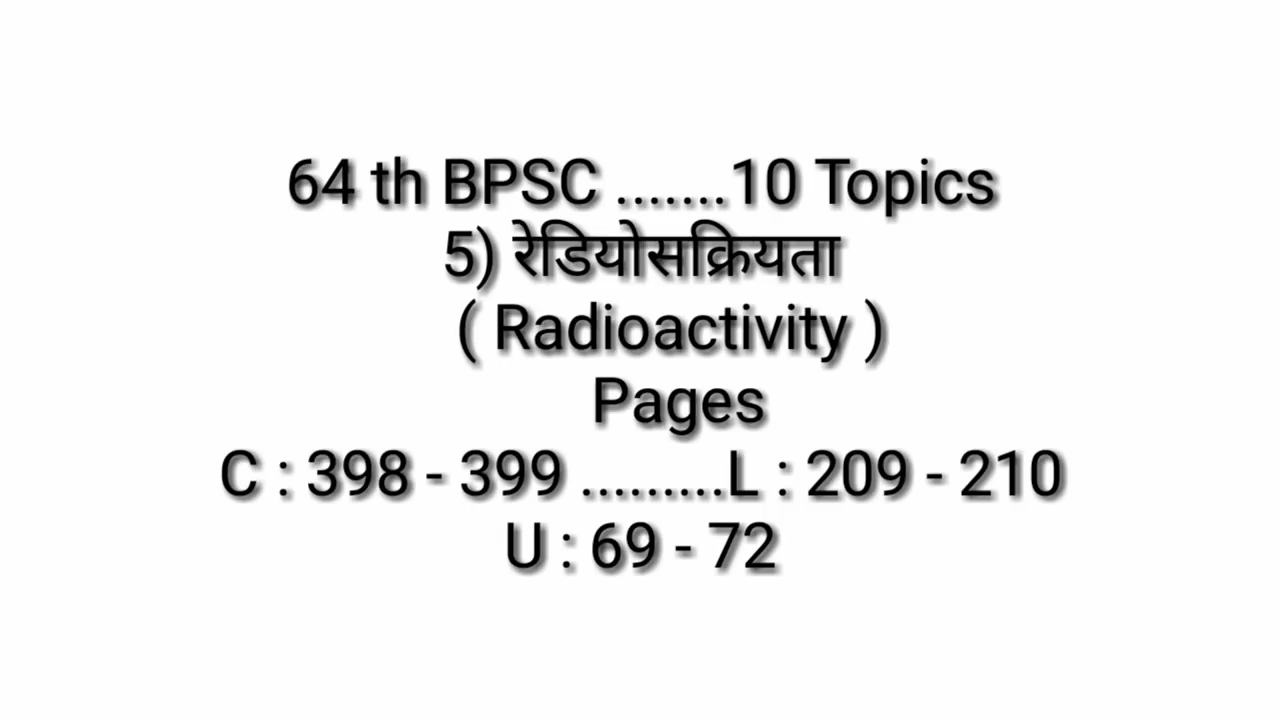 64 th BPSC .......10 Topics
5) रेडियोसक्रियता
( Radioactivity )
Pages
C : 398 - 399 .........L : 209 - 210
U : 69 - 72